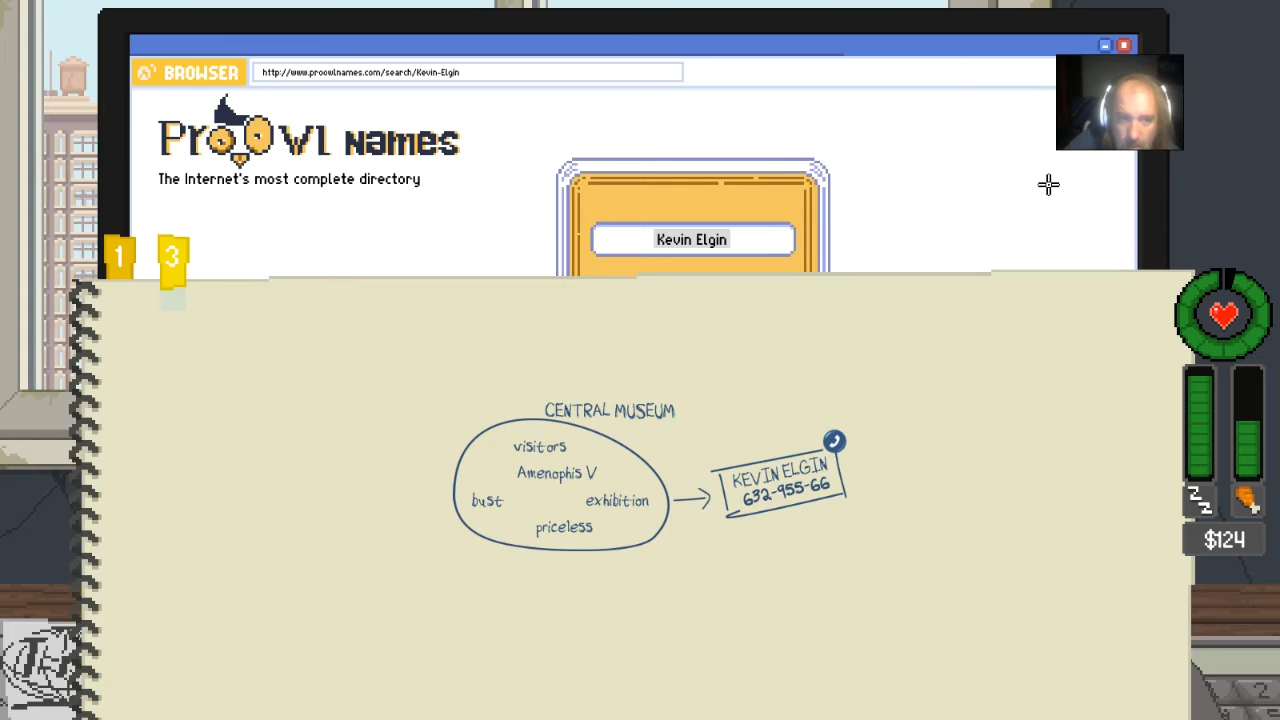 BROWSER
http://www.proowlnames.com/search/Kevin-Elgin
PrOOwl names
The Internet's most complete directory
Kevin Elgin
1
3
CENTRAL MUSEUM
visitors
Amenophis V
bust
exhibition
priceless
KEVIN ELGIN
632-955-66
$124